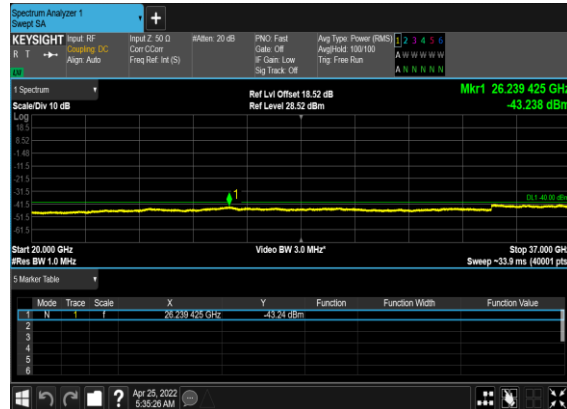 Spectrum Analyzer 1
Swept SA
+
KEYSIGHT Input: RF Input Z: 50 Ω #Atten: 20 dB PNO: Fast Avg Type: Power (RMS) 1 2 3 4 5 6
R T Coupling: DC Corr CCorr Gate: Off Avg|Hold: 100/100 A W W W W W
Align: Auto Freq Ref: Int (S) IF Gain: Low Trig: Free Run
Sig Track: Off A N N N N N
1 Spectrum Ref Lvl Offset 18.52 dB Mkr1 26.239 425 GHz
Scale/Div 10 dB Ref Level 28.52 dBm -43.238 dBm
Log
18.5
8.52
-1.48
-11.5
-21.5
-31.5
1
DL1 -40.00 dBm
-41.5
-51.5
-61.5
Start 20.000 GHz Video BW 3.0 MHz* Stop 37.000 GHz
#Res BW 1.0 MHz Sweep ~33.9 ms (40001 pts)
5 Marker Table
Mode Trace Scale X Y Function Function Width Function Value
1 N 1 f 26.239 425 GHz -43.24 dBm
2
3
4
5
6
? Apr 25, 2022
5:35:26 AM